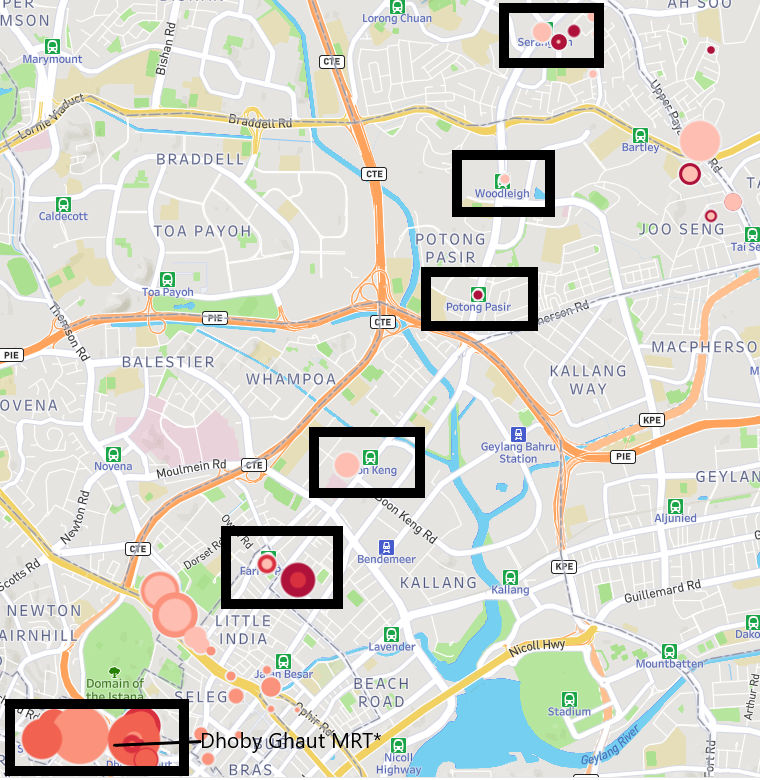 Lorong Chuan
AH SOO
MSON
Marymount
Bishan Rd
CTE
Lornie Viaduct
Braddell Rd
BRADDELL
Bartley
CTE
Woodleigh
Caldecott
TOA PAYOH
POTONG
PASIR
JOO SENG
Toa Payoh
Potong Pasir
PIE
CTE
Thomson Rd
PIE
BALESTIER
WHAMPOA
KALLANG
WAY
MACPHERSO
OVENA
KPE
Geylang Bahru
Station
Novena
Moulmein Rd
CTE
PIE
GEYLAN
Newton Rd
Boon Keng Rd
Aljunied
CTE
Dorset Rd
Bendemeer
KPE
Scotts Rd
KALLANG
Kallang
Guillemard Rd
NEWTON
AIRNHILL
LITTLE
INDIA
Lavender
Nicoll Hwy
Mountbatten
Domain of
the Istana
BEACH
ROAD
SELEG
Stadium
Arthur Rd
Dhoby Ghaut MRT*
Geylang River
BRAS
Nicoll
Highway